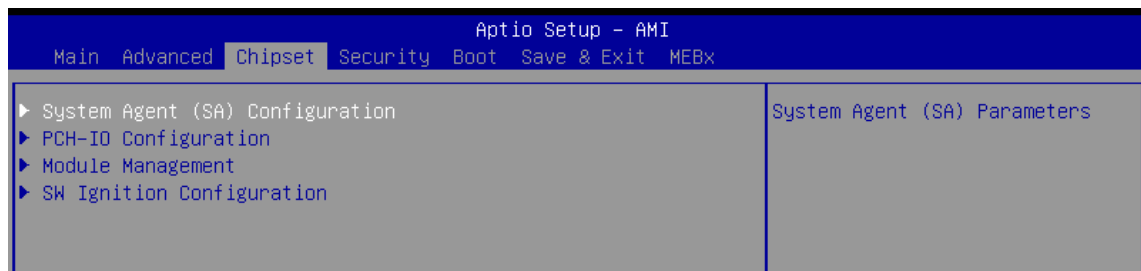 Aptio Setup – AMI
Main Advanced Chipset Security Boot Save & Exit MEBx
System Agent (SA) Configuration
System Agent (SA) Parameters
PCH-IO Configuration
Module Management
SW Ignition Configuration